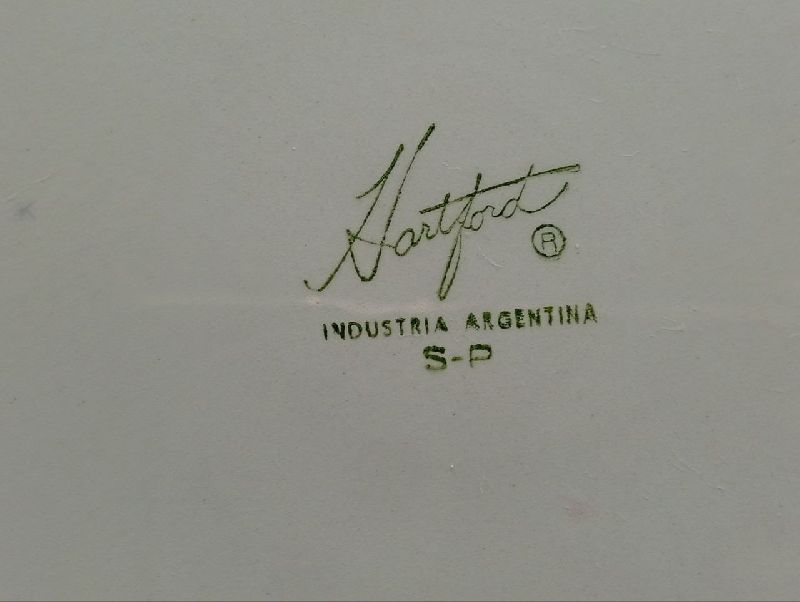 Hartford
®
INDUSTRIA ARGENTINA
S-P